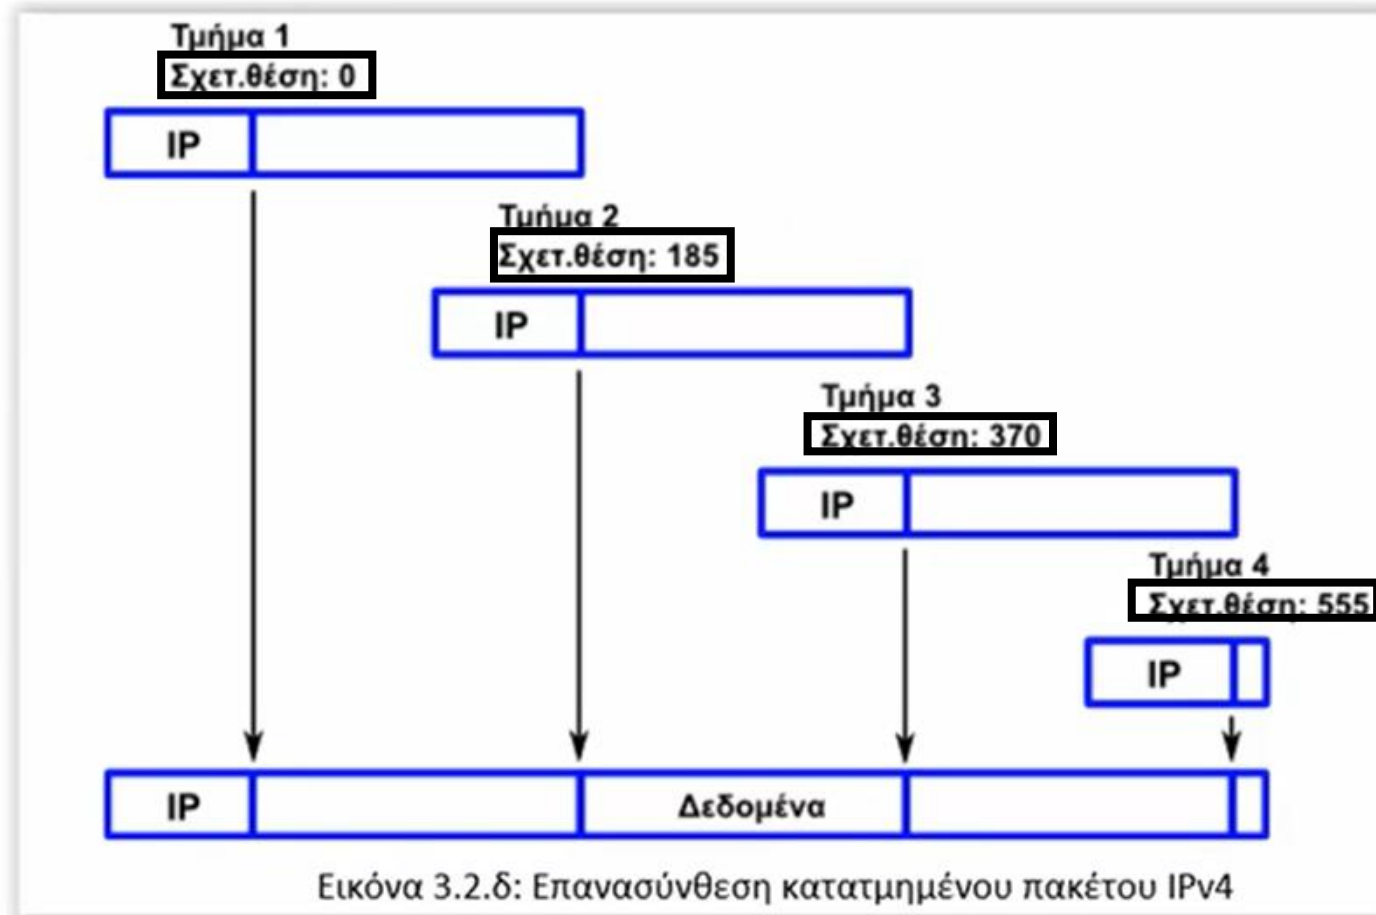 Τμήμα 1
Σχετ.θέση: 0
IP
Τμήμα 2
Σχετ.θέση: 185
IP
Τμήμα 3
Σχετ.θέση: 370
IP
Τμήμα 4
Σχετ.θέση: 555
IP
IP
Δεδομένα
Εικόνα 3.2.δ: Επανασύνθεση κατατμημένου πακέτου IPv4